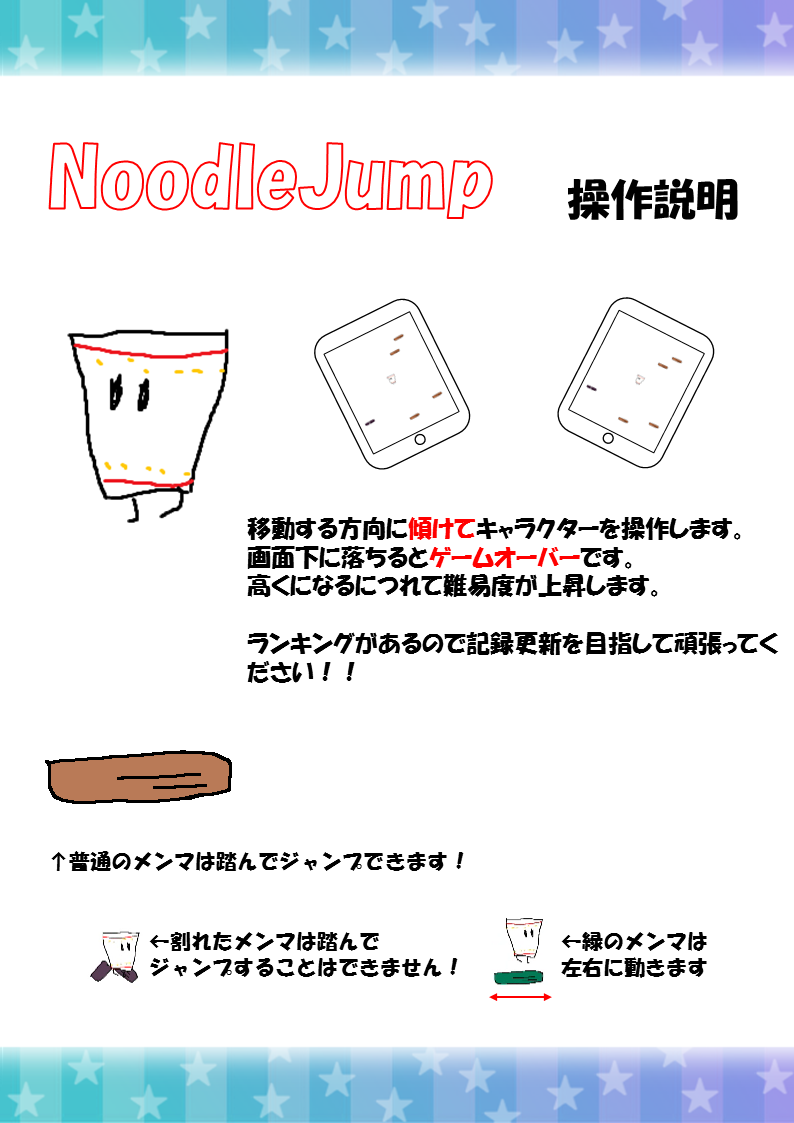 NoodleJump 操作説明
移動する方向に傾けてキャラクターを操作します。
画面下に落ちるとゲームオーバーです。
高くになるにつれて難易度が上昇します。
ランキングがあるので記録更新を目指して頑張ってく
ださい！！
↑普通のメンマは踏んでジャンプできます！
←割れたメンマは踏んで
ジャンプすることはできません！
←緑のメンマは
左右に動きます